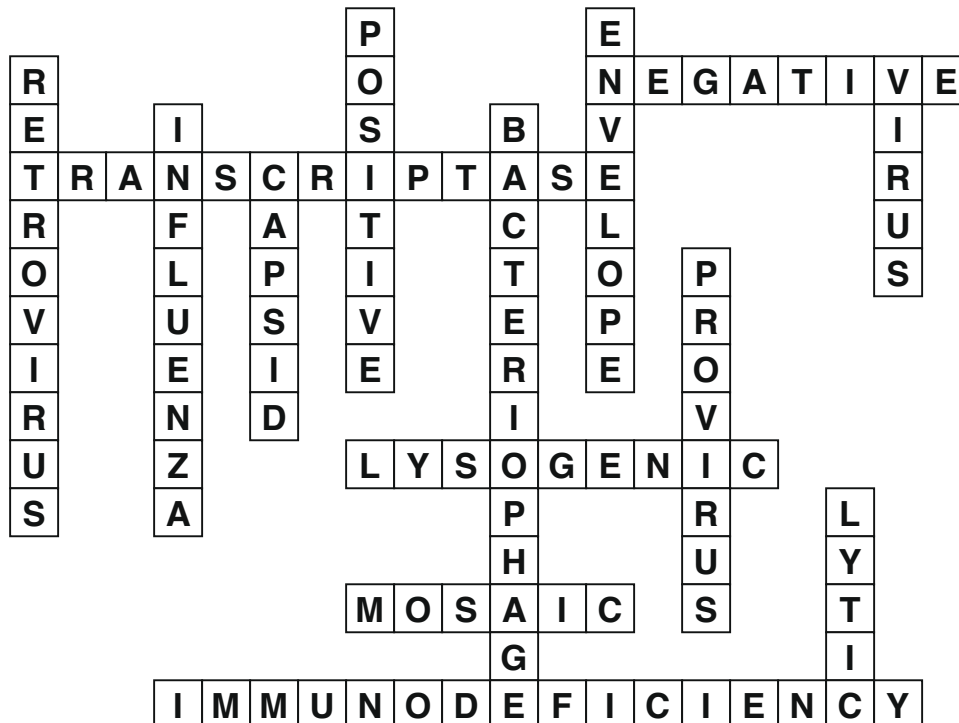 POSITIVE
ENVELOPE
RETROVIRUS
NEGATIVE
VIRUS
INFLUENZA
BACTERIOPHAGE
TRANSCRIPTASE
CAPSID
PROVIRUS
LYSOGENIC
LYTIC
MOSAIC
IMMUNODEFICIENCY